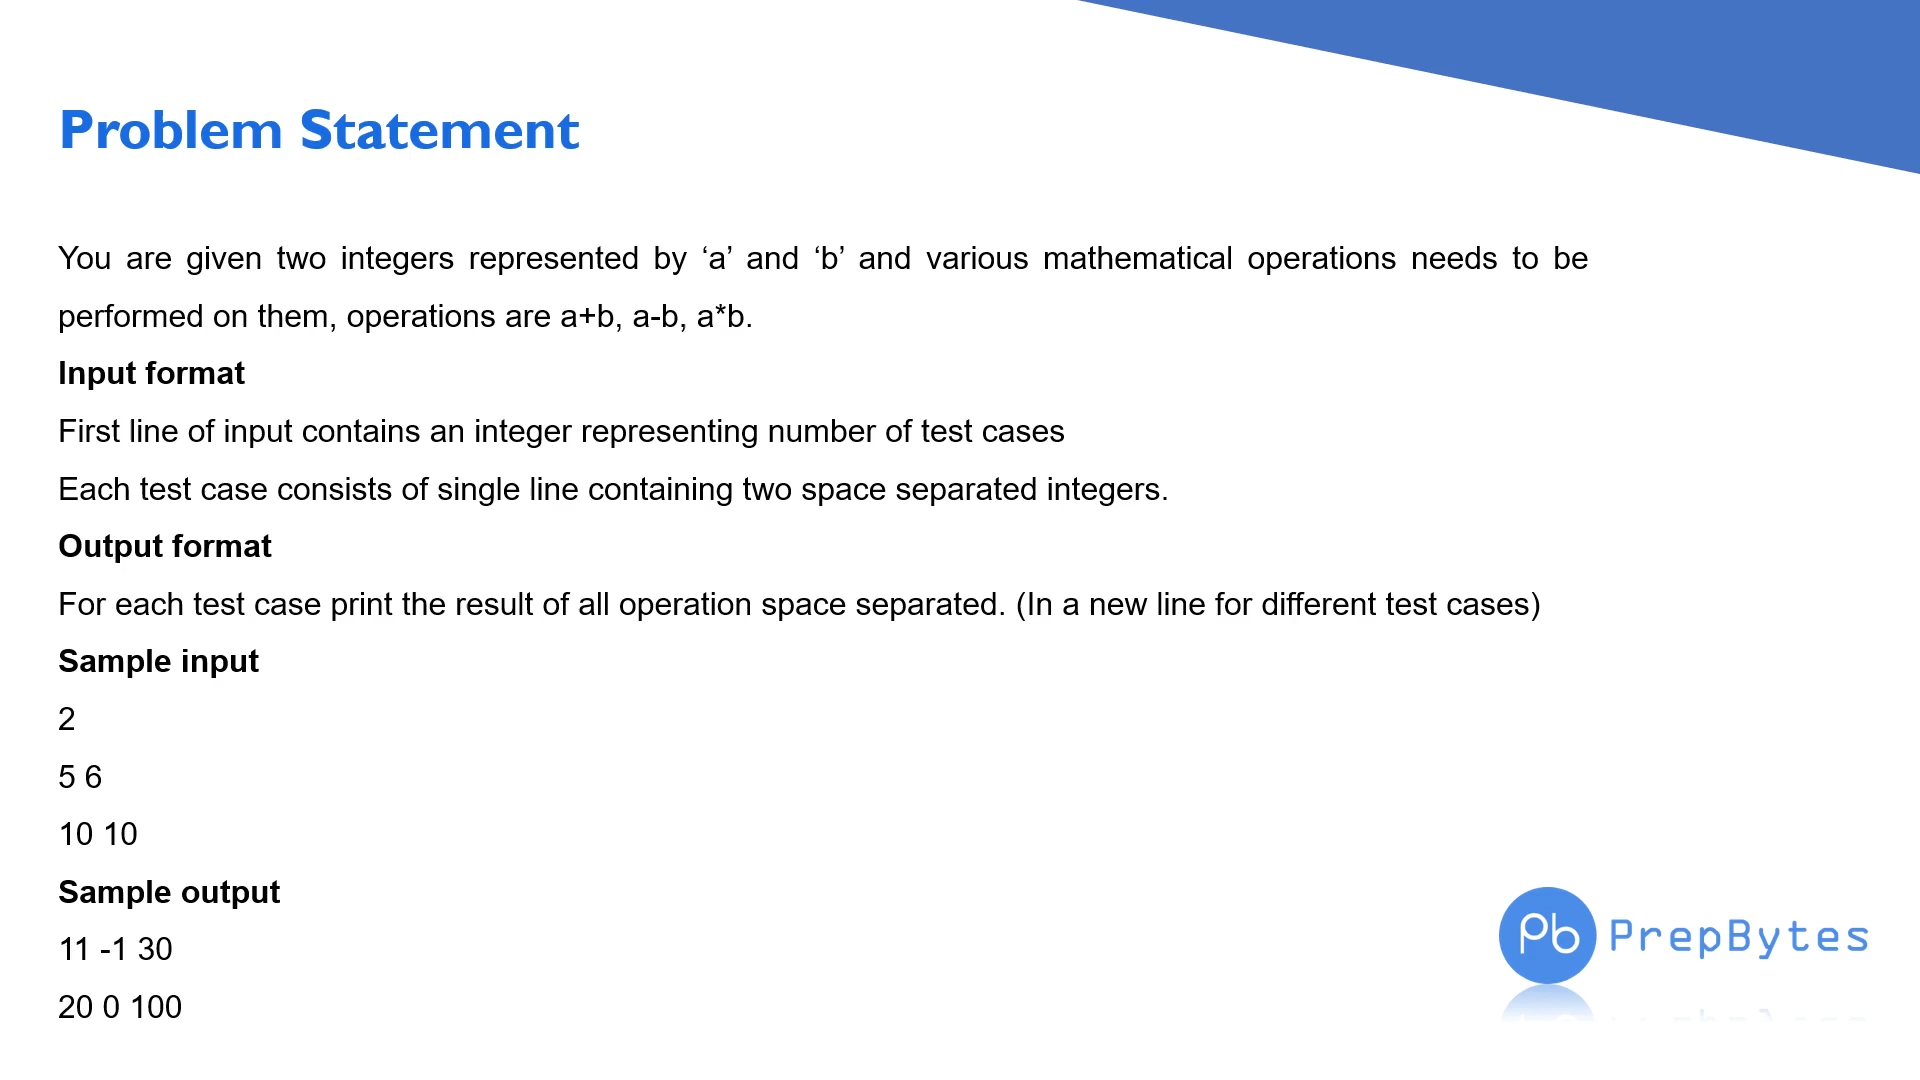 Problem Statement
You are given two integers represented by ‘a’ and ‘b’ and various mathematical operations needs to be
performed on them, operations are a+b, a-b, a*b.
Input format
First line of input contains an integer representing number of test cases
Each test case consists of single line containing two space separated integers.
Output format
For each test case print the result of all operation space separated. (In a new line for different test cases)
Sample input
2
5 6
10 10
Sample output
11 -1 30
20 0 100
Pb PrepBytes